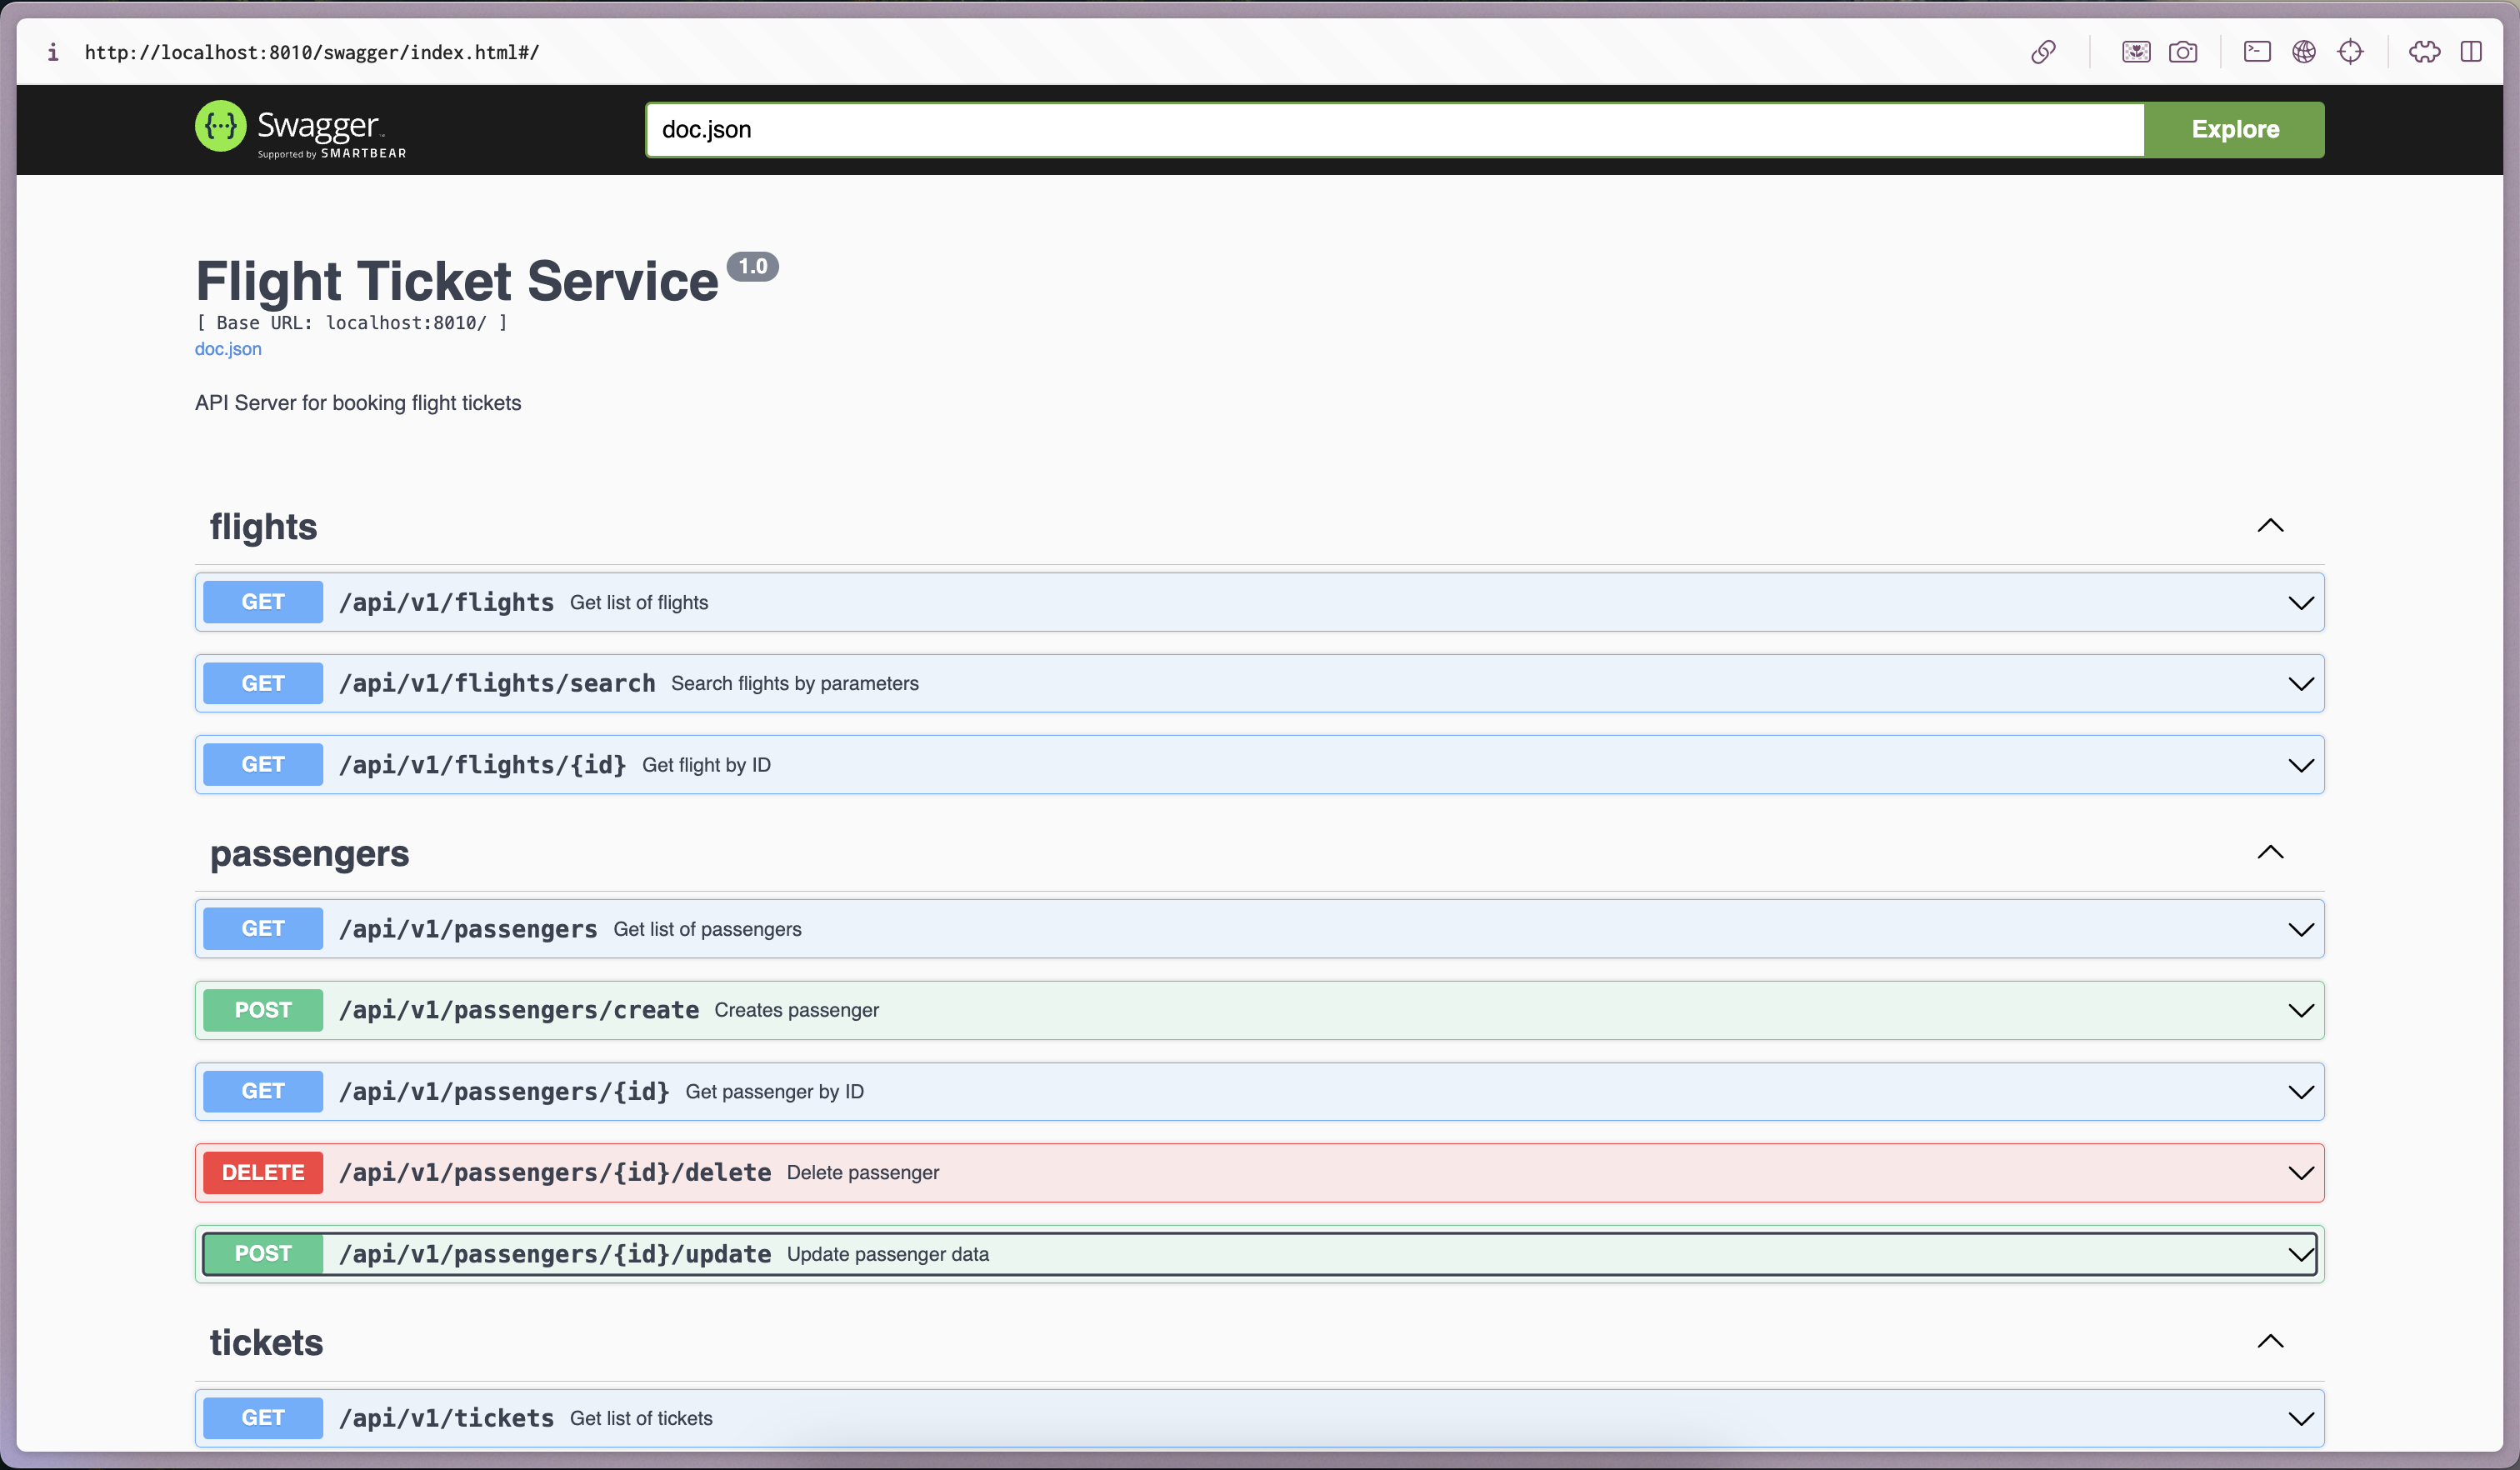 i http://localhost:8010/swagger/index.html#/
{···} Swagger™
Supported by SMARTBEAR
doc.json
Explore
Flight Ticket Service 1.0
[ Base URL: localhost:8010/ ]
doc.json
API Server for booking flight tickets
flights
GET /api/v1/flights Get list of flights
GET /api/v1/flights/search Search flights by parameters
GET /api/v1/flights/{id} Get flight by ID
passengers
GET /api/v1/passengers Get list of passengers
POST /api/v1/passengers/create Creates passenger
GET /api/v1/passengers/{id} Get passenger by ID
DELETE /api/v1/passengers/{id}/delete Delete passenger
POST /api/v1/passengers/{id}/update Update passenger data
tickets
GET /api/v1/tickets Get list of tickets